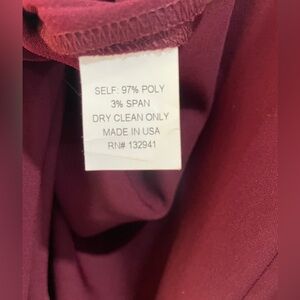 SELF: 97% POLY
3% SPAN
DRY CLEAN ONLY
MADE IN USA
RN# 132941